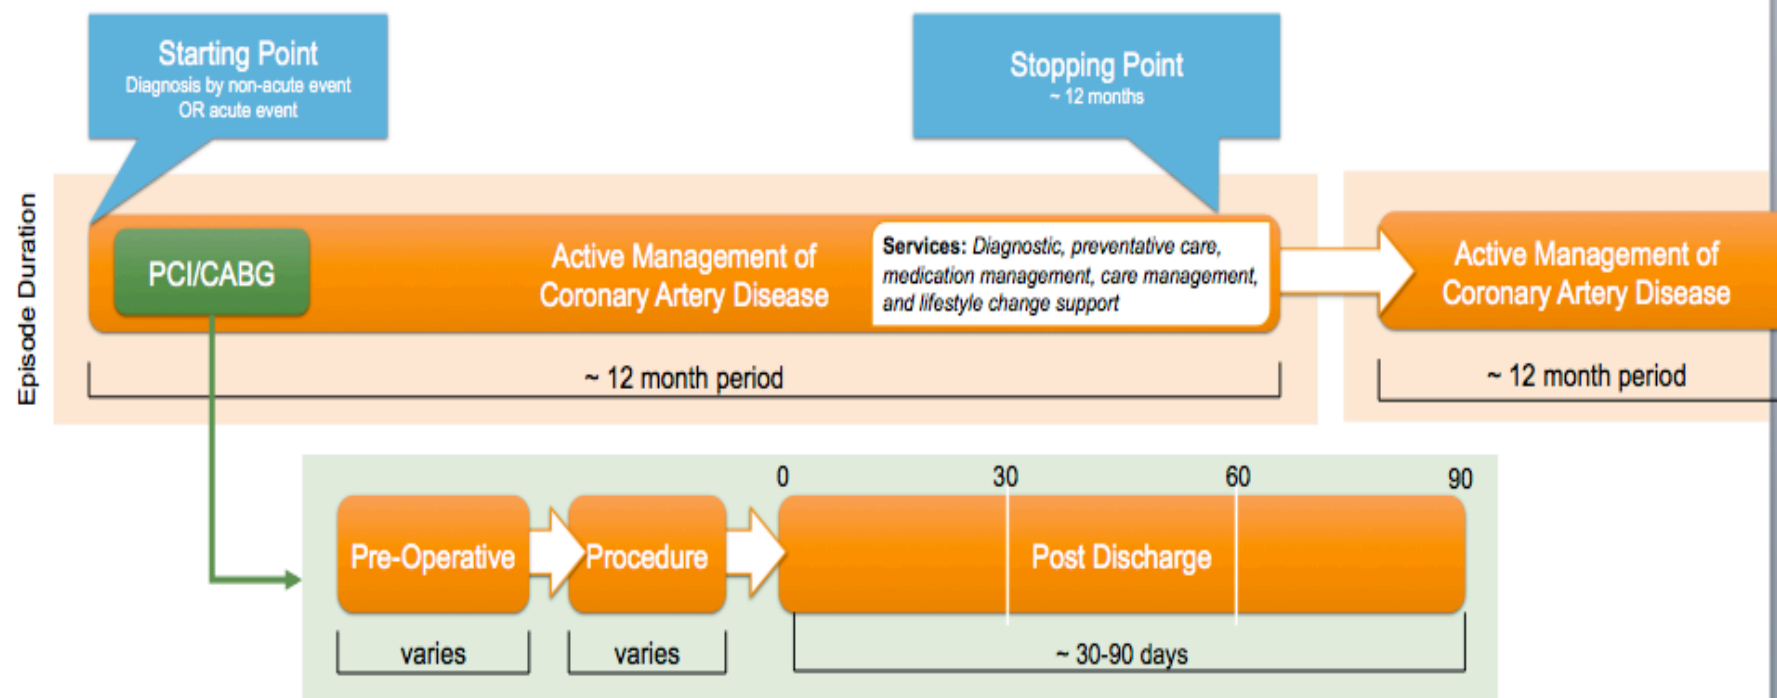 Starting Point
Diagnosis by non-acute event
OR acute event
Stopping Point
~ 12 months
Episode Duration
PCI/CABG
Active Management of
Coronary Artery Disease
Services: Diagnostic, preventative care,
medication management, care management,
and lifestyle change support
Active Management of
Coronary Artery Disease
~ 12 month period
~ 12 month period
0 30 60 90
Pre-Operative
Procedure
Post Discharge
varies
varies
~ 30-90 days